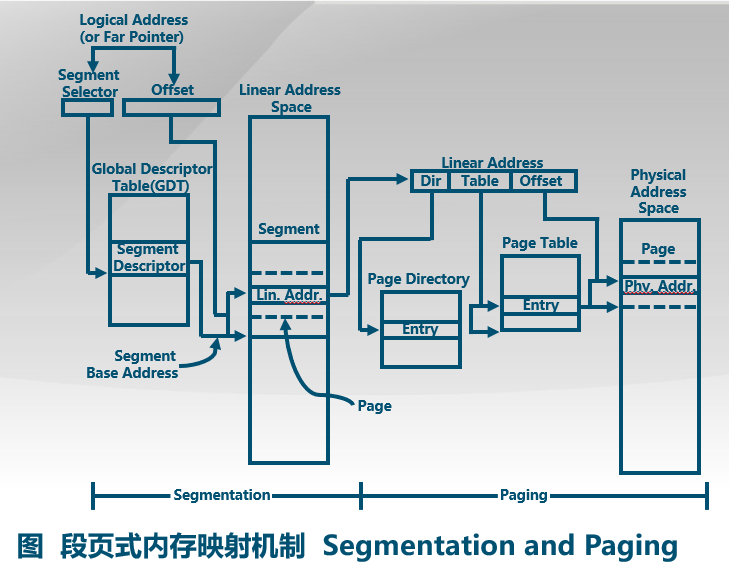 Logical Address
(or Far Pointer)
Segment
Selector
Offset
Linear Address
Space
Global Descriptor
Table(GDT)
Segment
Descriptor
Segment
Lin. Addr.
Segment
Base Address
Page
Linear Address
Dir
Table
Offset
Page Directory
Entry
Page Table
Entry
Physical
Address
Space
Page
Phy. Addr.
Segmentation
Paging
图 段页式内存映射机制 Segmentation and Paging